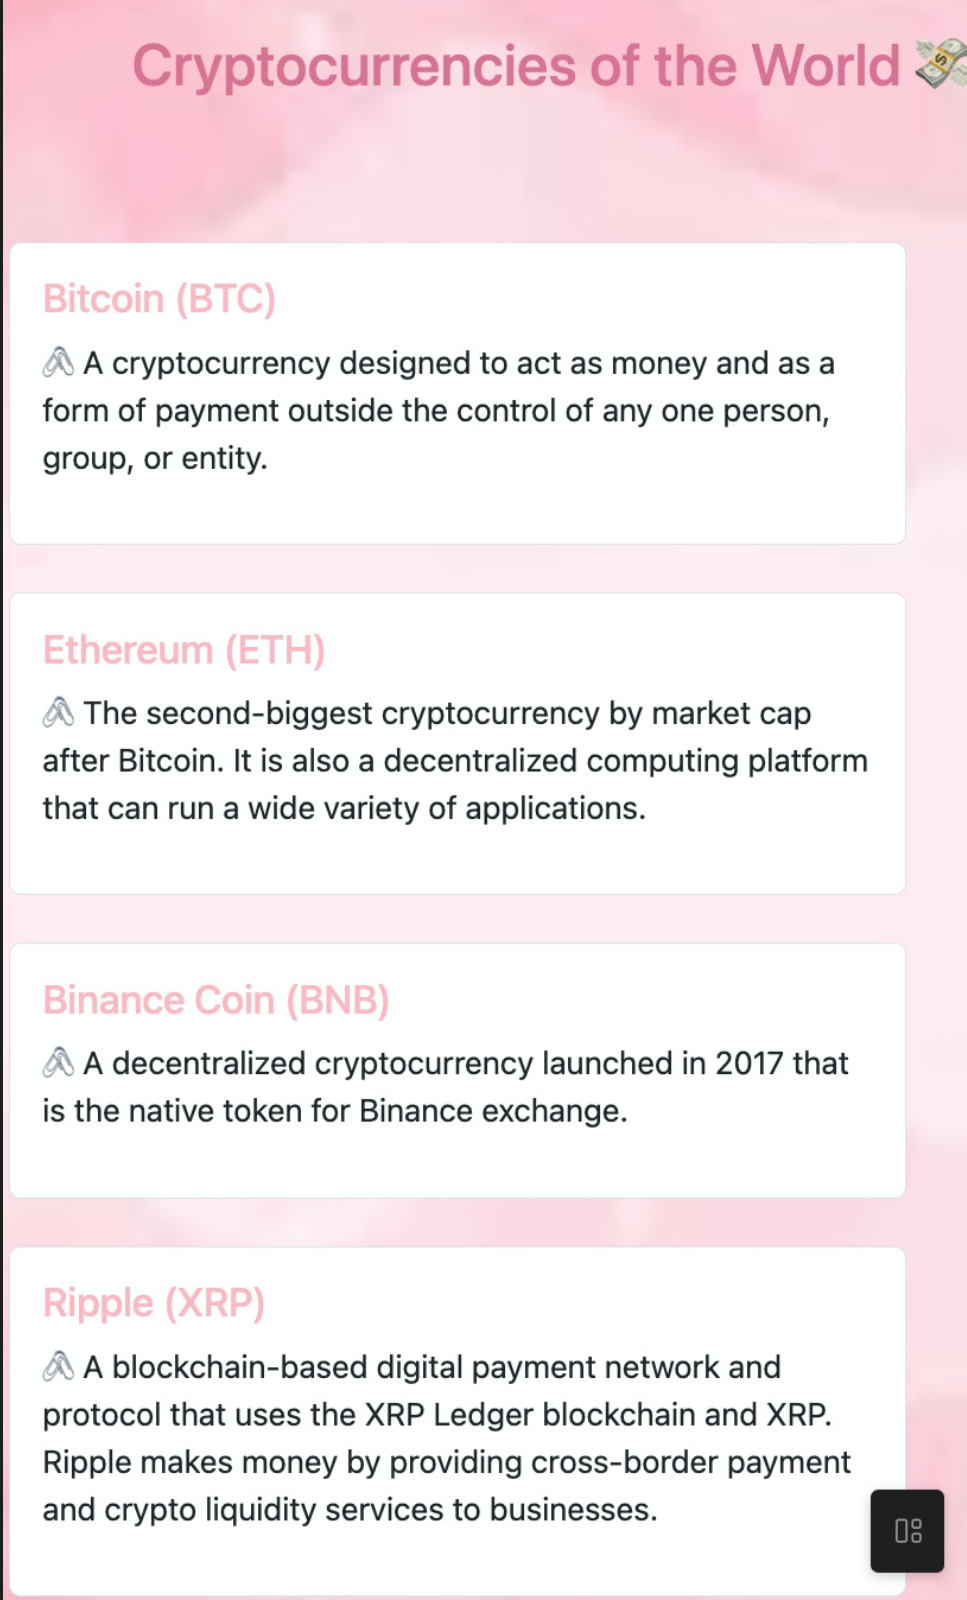 Cryptocurrencies of the World 💸
Bitcoin (BTC)
🖇️ A cryptocurrency designed to act as money and as a
form of payment outside the control of any one person,
group, or entity.
Ethereum (ETH)
🖇️ The second-biggest cryptocurrency by market cap
after Bitcoin. It is also a decentralized computing platform
that can run a wide variety of applications.
Binance Coin (BNB)
🖇️ A decentralized cryptocurrency launched in 2017 that
is the native token for Binance exchange.
Ripple (XRP)
🖇️ A blockchain-based digital payment network and
protocol that uses the XRP Ledger blockchain and XRP.
Ripple makes money by providing cross-border payment
and crypto liquidity services to businesses.